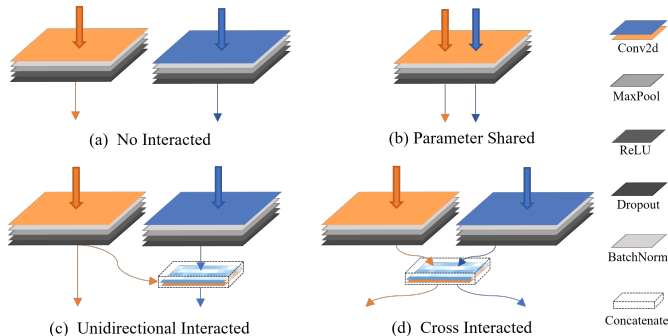 (a) No Interacted
(b) Parameter Shared
(c) Unidirectional Interacted
(d) Cross Interacted
Conv2d
MaxPool
ReLU
Dropout
BatchNorm
Concatenate